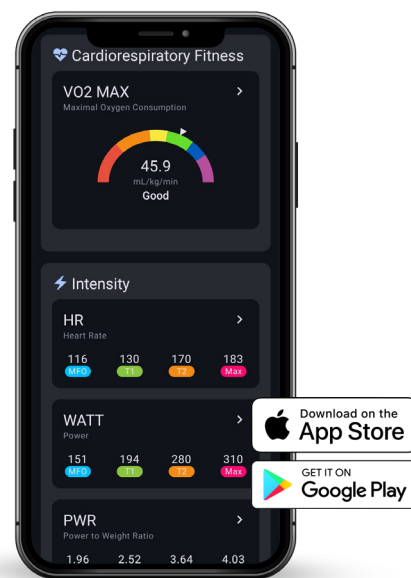 Cardiorespiratory Fitness
VO2 MAX
Maximal Oxygen Consumption
45.9
mL/kg/min
Good
Intensity
HR
Heart Rate
116 130 170 183
MFO T1 T2 Max
WATT
Power
151 194 280 310
MFO T1 T2 Max
PWR
Power to Weight Ratio
1.96 2.52 3.64 4.03
Download on the
App Store
GET IT ON
Google Play